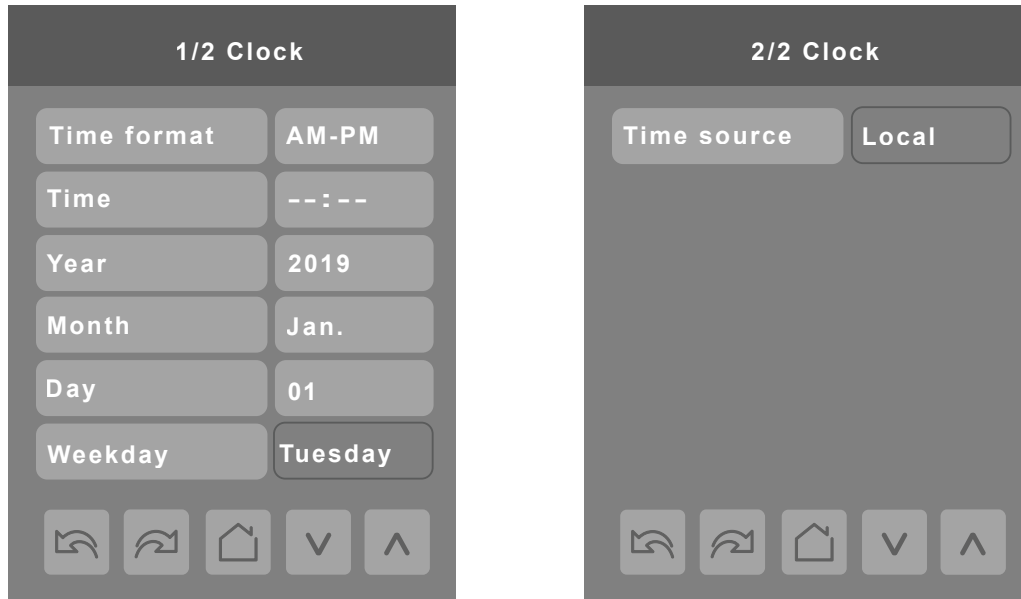 1/2 Clock
Time format AM-PM
Time --:--
Year 2019
Month Jan.
Day 01
Weekday Tuesday
2/2 Clock
Time source Local